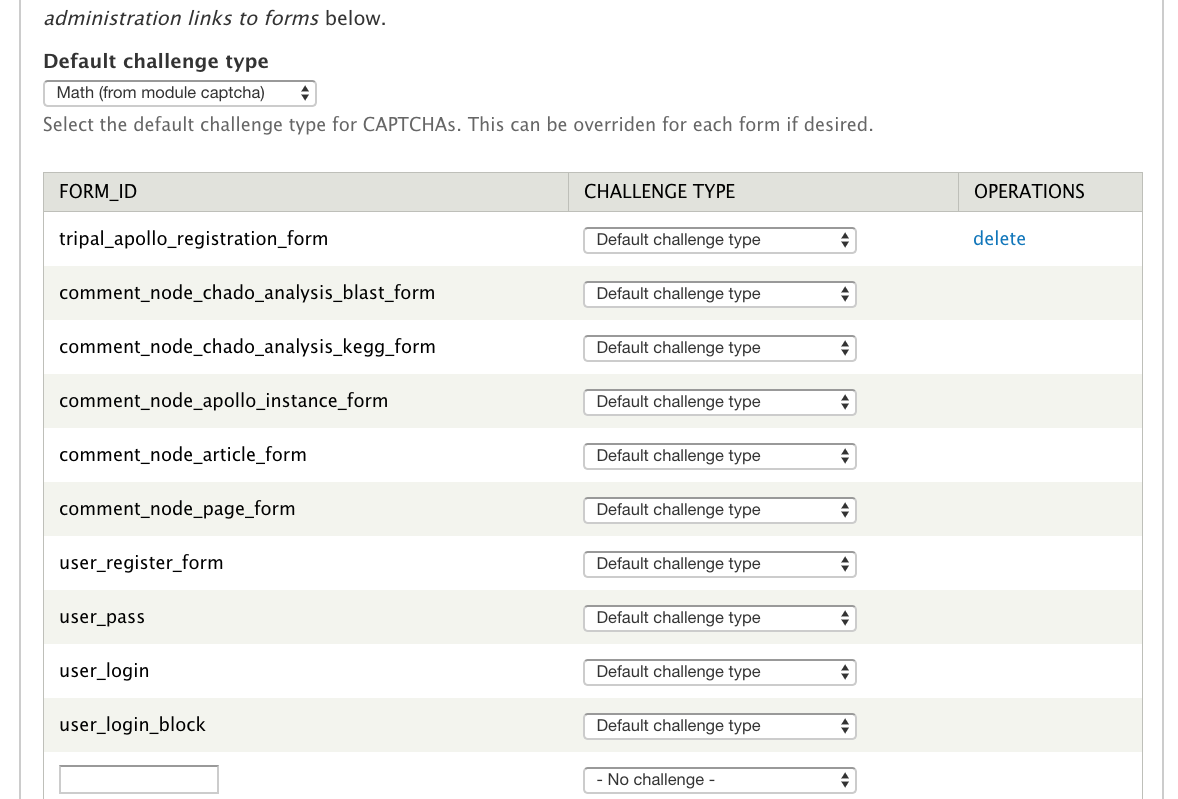 administration links to forms below.
Default challenge type
Math (from module captcha)
Select the default challenge type for CAPTCHAs. This can be overriden for each form if desired.
FORM_ID CHALLENGE TYPE OPERATIONS
tripal_apollo_registration_form Default challenge type delete
comment_node_chado_analysis_blast_form Default challenge type
comment_node_chado_analysis_kegg_form Default challenge type
comment_node_apollo_instance_form Default challenge type
comment_node_article_form Default challenge type
comment_node_page_form Default challenge type
user_register_form Default challenge type
user_pass Default challenge type
user_login Default challenge type
user_login_block Default challenge type
- No challenge -